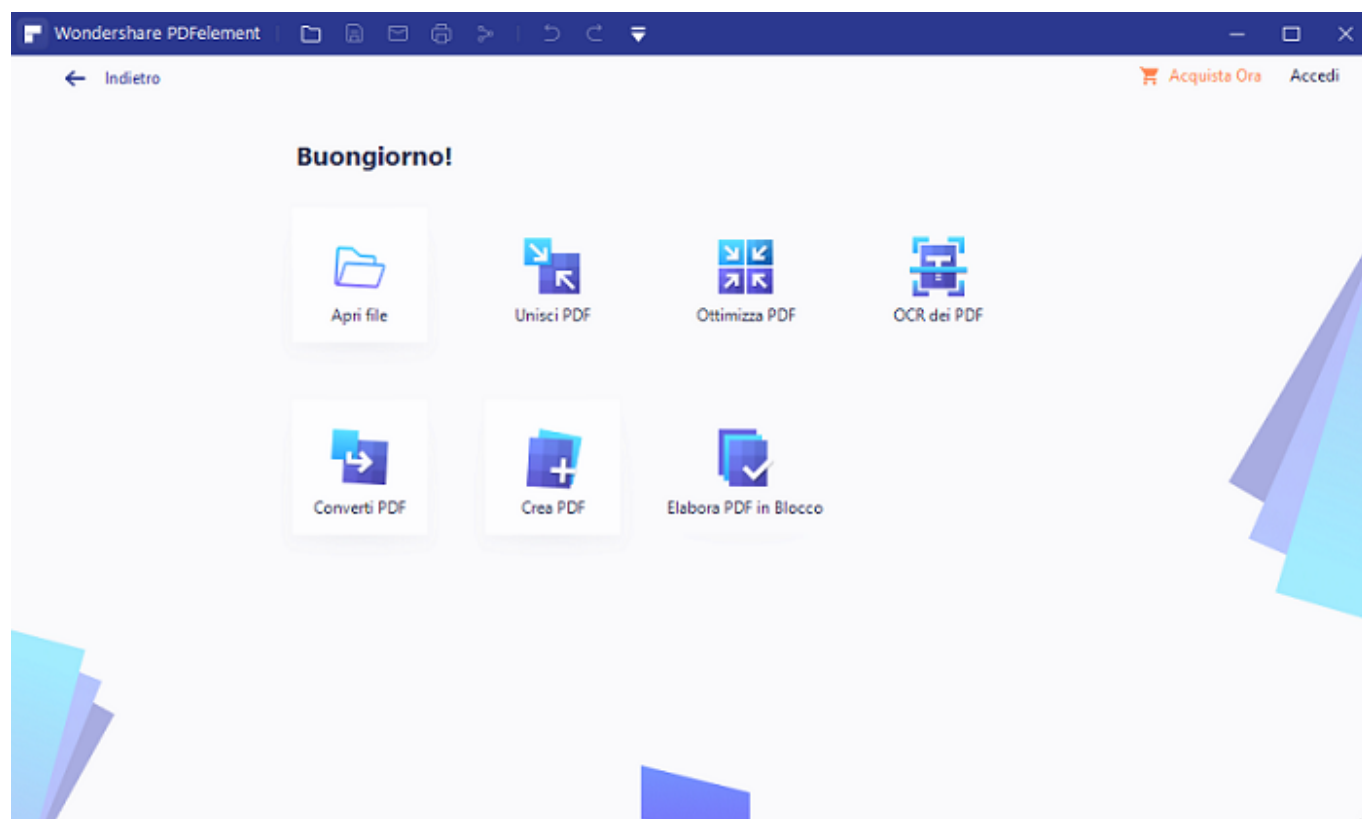 Wondershare PDFelement
Indietro
Acquista Ora Accedi
Buongiorno!
Apri file
Unisci PDF
Ottimizza PDF
OCR dei PDF
Converti PDF
Crea PDF
Elabora PDF in Blocco